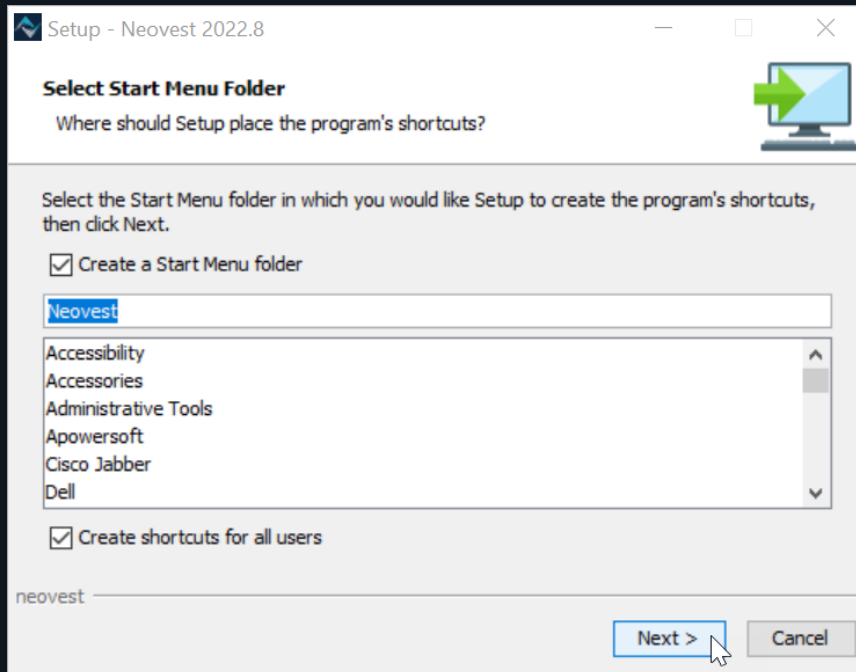 Setup - Neovest 2022.8
Select Start Menu Folder
Where should Setup place the program's shortcuts?
Select the Start Menu folder in which you would like Setup to create the program's shortcuts,
then click Next.
Create a Start Menu folder
Neovest
Accessibility
Accessories
Administrative Tools
Apowersoft
Cisco Jabber
Dell
Create shortcuts for all users
neovest
Next > Cancel